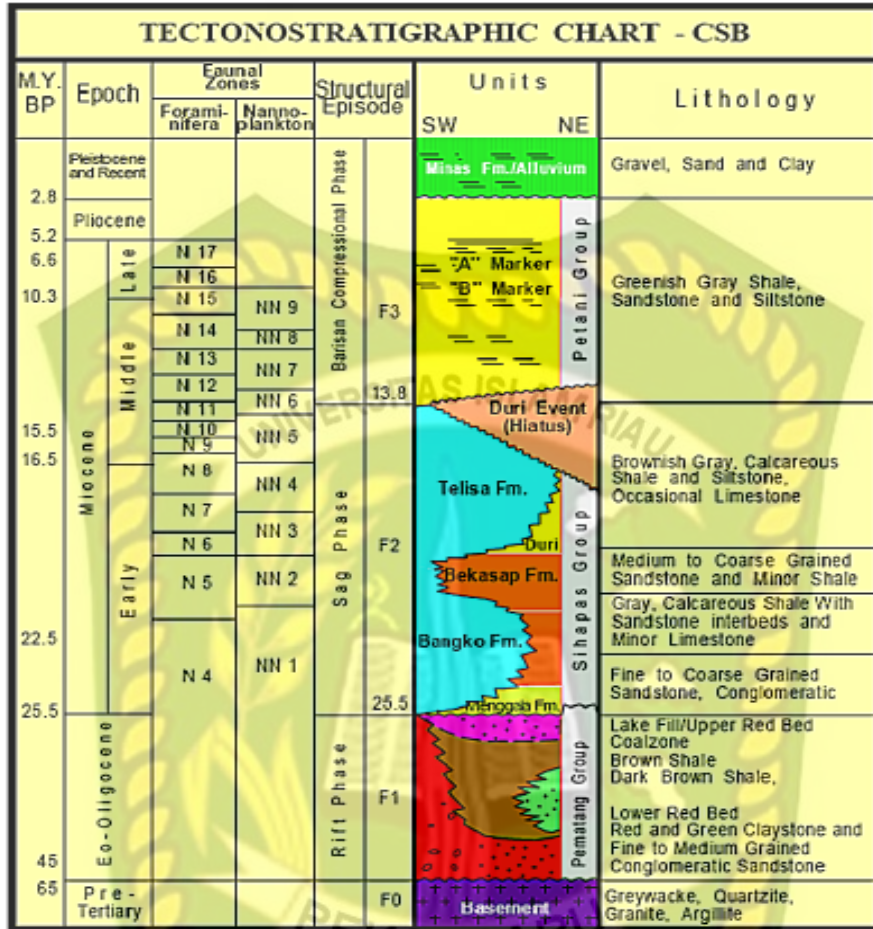 TECTONOSTRATIGRAPHIC CHART - CSB
M.Y.
BP
Epoch
Faunal
Zones
Forami-
nifera
Nanno-
plankton
Structural
Episode
Units
SW NE
Lithology
2.8
5.2
6.6
10.3
15.5
16.5
22.5
25.5
45
65
Pleistocene
and Recent
Pliocene
Miocene
Late
Middle
Early
Eo-Oligocene
Pre-
Tertiary
N 17
N 16
N 15
N 14
N 13
N 12
N 11
N 10
N 9
N 8
N 7
N 6
N 5
N 4
NN 9
NN 8
NN 7
NN 6
NN 5
NN 4
NN 3
NN 2
NN 1
Barisan Compressional Phase
Sag Phase
Rift Phase
F3
13.8
F2
25.5
F1
F0
Minas Fm./Alluvium
"A" Marker
"B" Marker
Duri Event
(Hiatus)
Telisa Fm.
Duri
Bekasap Fm.
Bangko Fm.
Menggala Fm.
Basement
Petani Group
Sihapas Group
Pematang Group
Gravel, Sand and Clay
Greenish Gray Shale,
Sandstone and Siltstone
Brownish Gray, Calcareous
Shale and Siltstone,
Occasional Limestone
Medium to Coarse Grained
Sandstone and Minor Shale
Gray, Calcareous Shale With
Sandstone interbeds and
Minor Limestone
Fine to Coarse Grained
Sandstone, Conglomeratic
Lake Fill/Upper Red Bed
Coalzone
Brown Shale
Dark Brown Shale,
Lower Red Bed
Red and Green Claystone and
Fine to Medium Grained
Conglomeratic Sandstone
Greywacke, Quartzite,
Granite, Argillite
UNIVERSITAS ISLAM RIAU